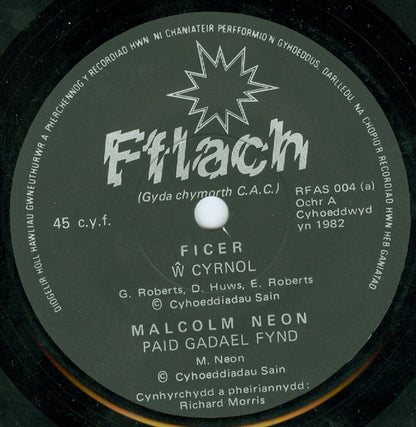 DIOGELIR HOLL HAWLIAU GWNEUTHURWR A PHERCHENNOG Y RECORDIAD HWN. NI CHANIATEIR PERFFORMIO'N GYHOEDDUS, DARLLEDU, NA CHOPIO'R RECORDIAD HWN HEB GANIATAD
Fflach
(Gyda chymorth C.A.C.)
RFAS 004 (a)
Ochr A
Cyhoeddwyd
yn 1982
45 c.y.f.
FICER
Ŵ CYRNOL
G. Roberts, D. Huws, E. Roberts
© Cyhoeddiadau Sain
MALCOLM NEON
PAID GADAEL FYND
M. Neon
© Cyhoeddiadau Sain
Cynhyrchydd a pheiriannydd:
Richard Morris